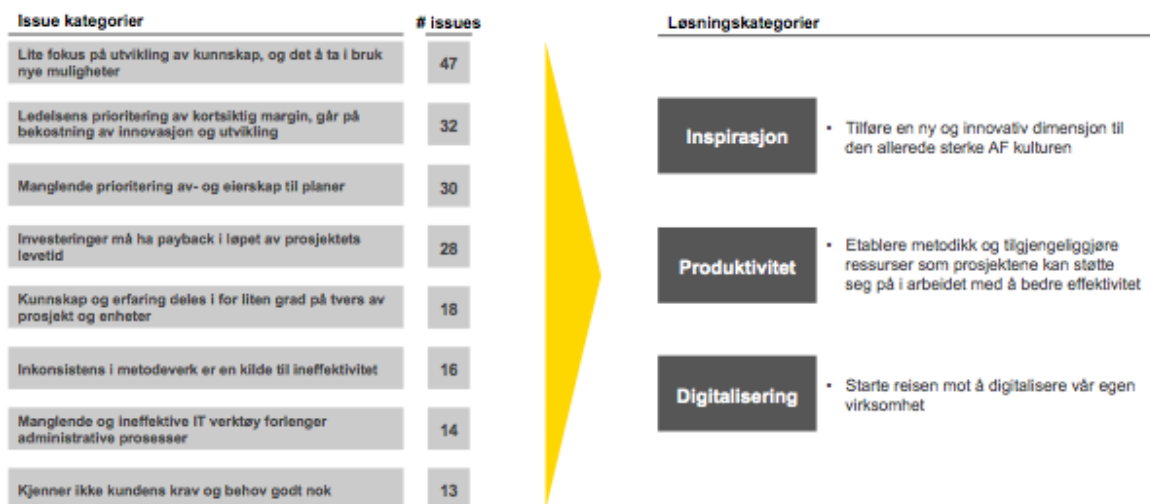 Issue kategorier
# issues
Lite fokus på utvikling av kunnskap, og det å ta i bruk
nye muligheter
47
Ledelsens prioritering av kortsiktig margin, går på
bekostning av innovasjon og utvikling
32
Manglende prioritering av- og eierskap til planer
30
Investeringer må ha payback i løpet av prosjektets
levetid
28
Kunnskap og erfaring deles i for liten grad på tvers av
prosjekt og enheter
18
Inkonsistens i metodeverk er en kilde til ineffektivitet
16
Manglende og ineffektive IT verktøy forlenger
administrative prosesser
14
Kjenner ikke kundens krav og behov godt nok
13
Løsningskategorier
Inspirasjon
• Tilføre en ny og innovativ dimensjon til
den allerede sterke AF kulturen
Produktivitet
• Etablere metodikk og tilgjengeliggjøre
ressurser som prosjektene kan støtte
seg på i arbeidet med å bedre effektivitet
Digitalisering
• Starte reisen mot å digitalisere vår egen
virksomhet